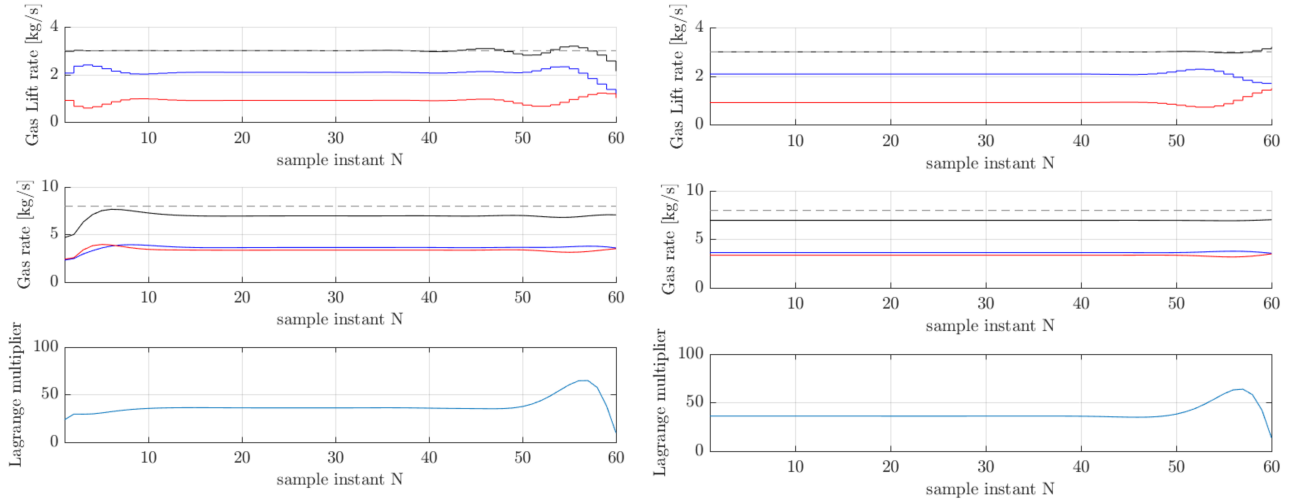 Gas Lift rate [kg/s]
4
2
0
10 20 30 40 50 60
sample instant N
Gas rate [kg/s]
10
5
0
10 20 30 40 50 60
sample instant N
Lagrange multiplier
100
50
0
10 20 30 40 50 60
sample instant N
Gas Lift rate [kg/s]
4
2
0
10 20 30 40 50 60
sample instant N
Gas rate [kg/s]
10
5
0
10 20 30 40 50 60
sample instant N
Lagrange multiplier
100
50
0
10 20 30 40 50 60
sample instant N